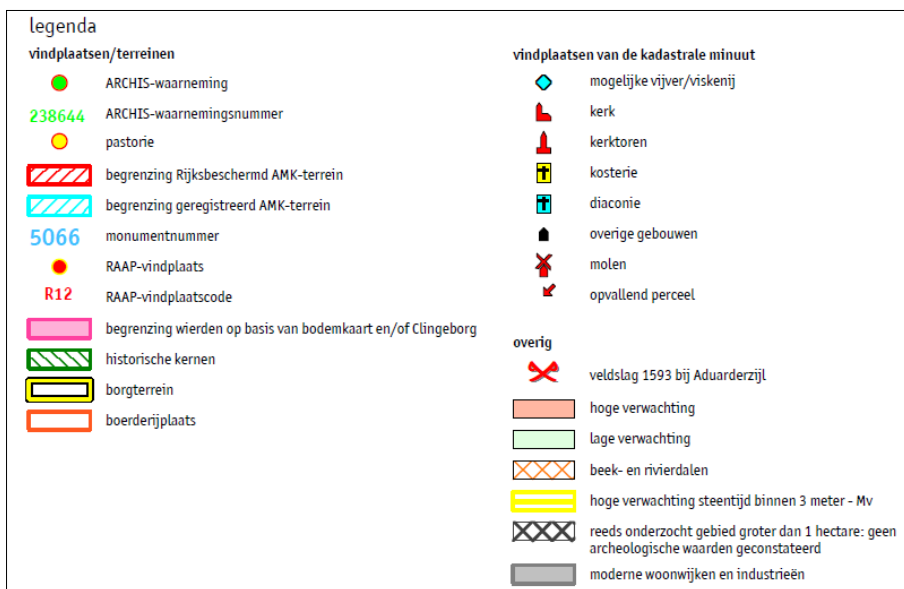 legenda
vindplaatsen/terreinen
ARCHIS-waarneming
238644 ARCHIS-waarnemingsnummer
pastorie
begrenzing Rijksbeschermd AMK-terrein
begrenzing geregistreerd AMK-terrein
5066 monumentnummer
RAAP-vindplaats
R12 RAAP-vindplaatscode
begrenzing wierden op basis van bodemkaart en/of Clingeborg
historische kernen
borgterrein
boerderijplaats
vindplaatsen van de kadastrale minuut
mogelijke vijver/viskenij
kerk
kerktoren
kosterie
diaconie
overige gebouwen
molen
opvallend perceel
overig
veldslag 1593 bij Aduarderzijl
hoge verwachting
lage verwachting
beek- en rivierdalen
hoge verwachting steentijd binnen 3 meter - Mv
reeds onderzocht gebied groter dan 1 hectare: geen
archeologische waarden geconstateerd
moderne woonwijken en industrieën